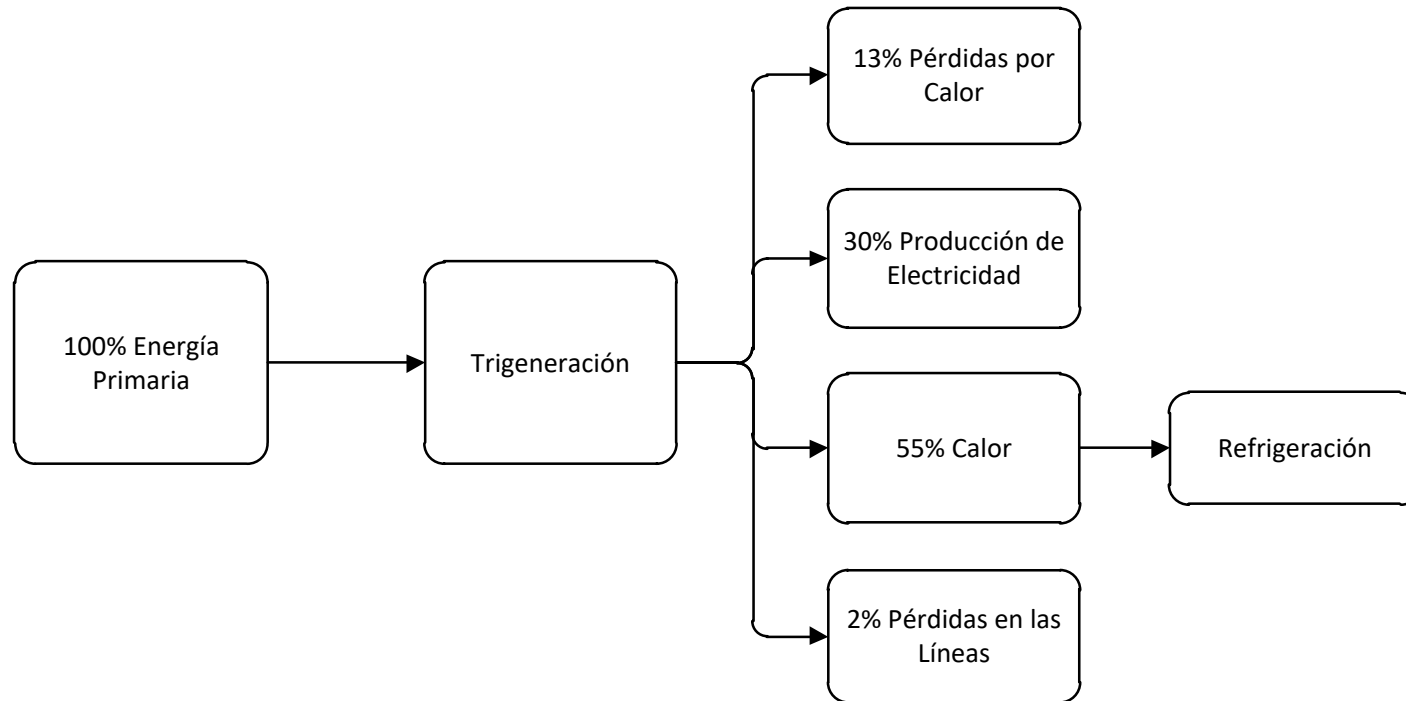 100% Energía
Primaria
Trigeneración
13% Pérdidas por
Calor
30% Producción de
Electricidad
55% Calor
Refrigeración
2% Pérdidas en las
Líneas